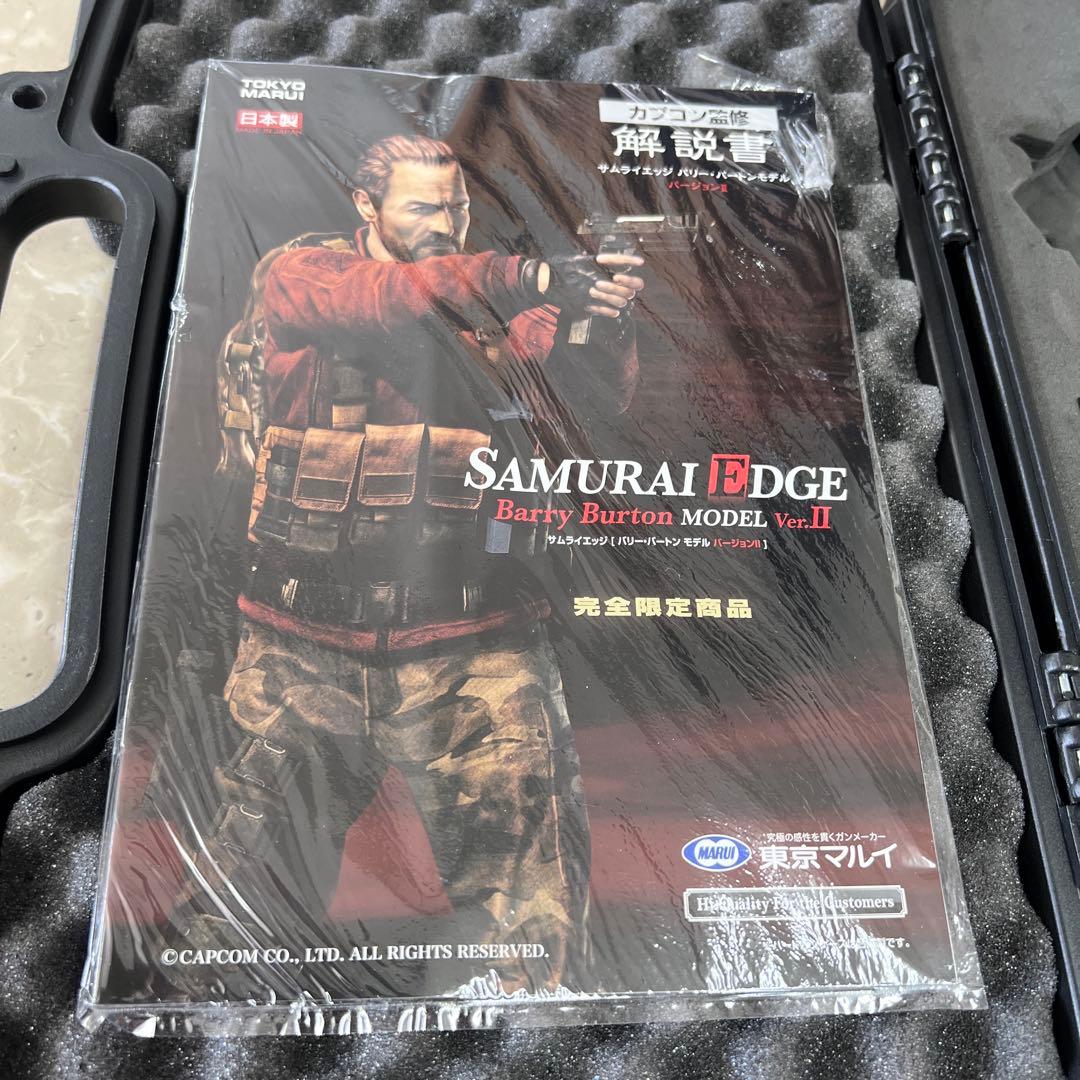 TOKYO
MARUI
日本製
MADE IN JAPAN
カプコン監修
解説書
サムライエッジ バリー・バートンモデル
バージョンII
SAMURAI EDGE
Barry Burton MODEL Ver.II
サムライエッジ [ バリー・バートン モデル バージョンII ]
完全限定商品
究極の感性を貫くガンメーカー
MARUI 東京マルイ
Hi-Quality For the Customers
©CAPCOM CO., LTD. ALL RIGHTS RESERVED.